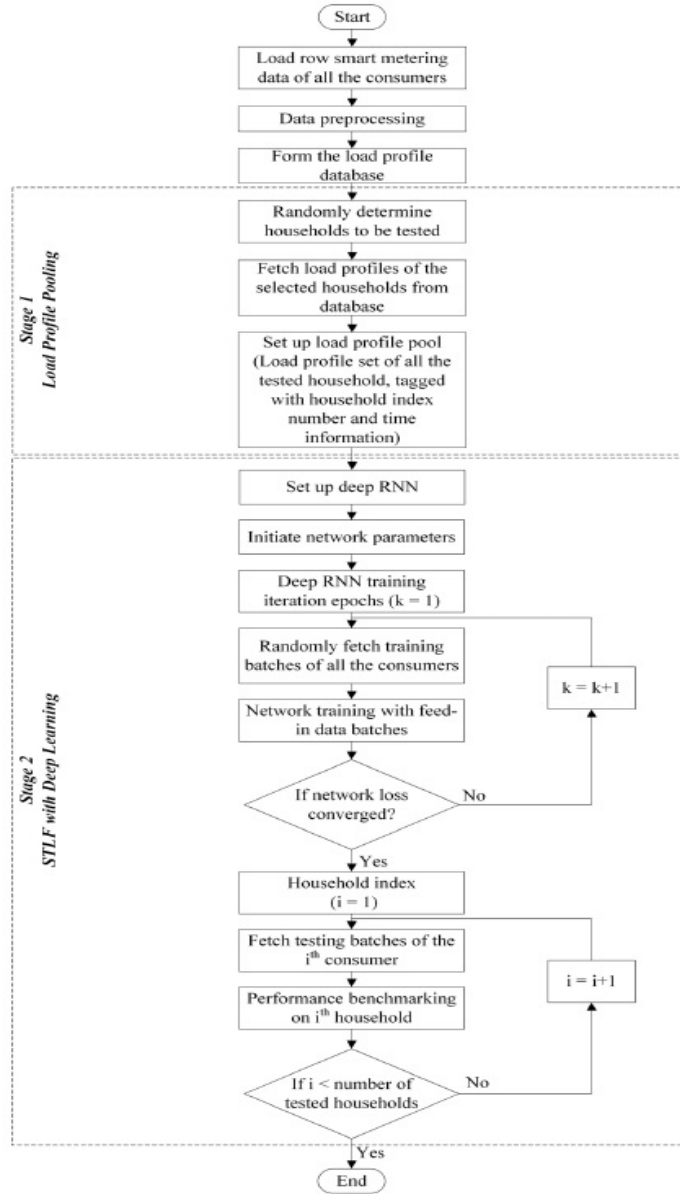 Start
Load row smart metering
data of all the consumers
Data preprocessing
Form the load profile
database
Stage 1
Load Profile Pooling
Randomly determine
households to be tested
Fetch load profiles of the
selected households from
database
Set up load profile pool
(Load profile set of all the
tested household, tagged
with household index
number and time
information)
Stage 2
STLF with Deep Learning
Set up deep RNN
Initiate network parameters
Deep RNN training
iteration epochs (k = 1)
Randomly fetch training
batches of all the consumers
k = k+1
Network training with feed-
in data batches
If network loss
converged?
No
Yes
Household index
(i = 1)
Fetch testing batches of the
ith consumer
i = i+1
Performance benchmarking
on ith household
If i < number of
tested households
No
Yes
End